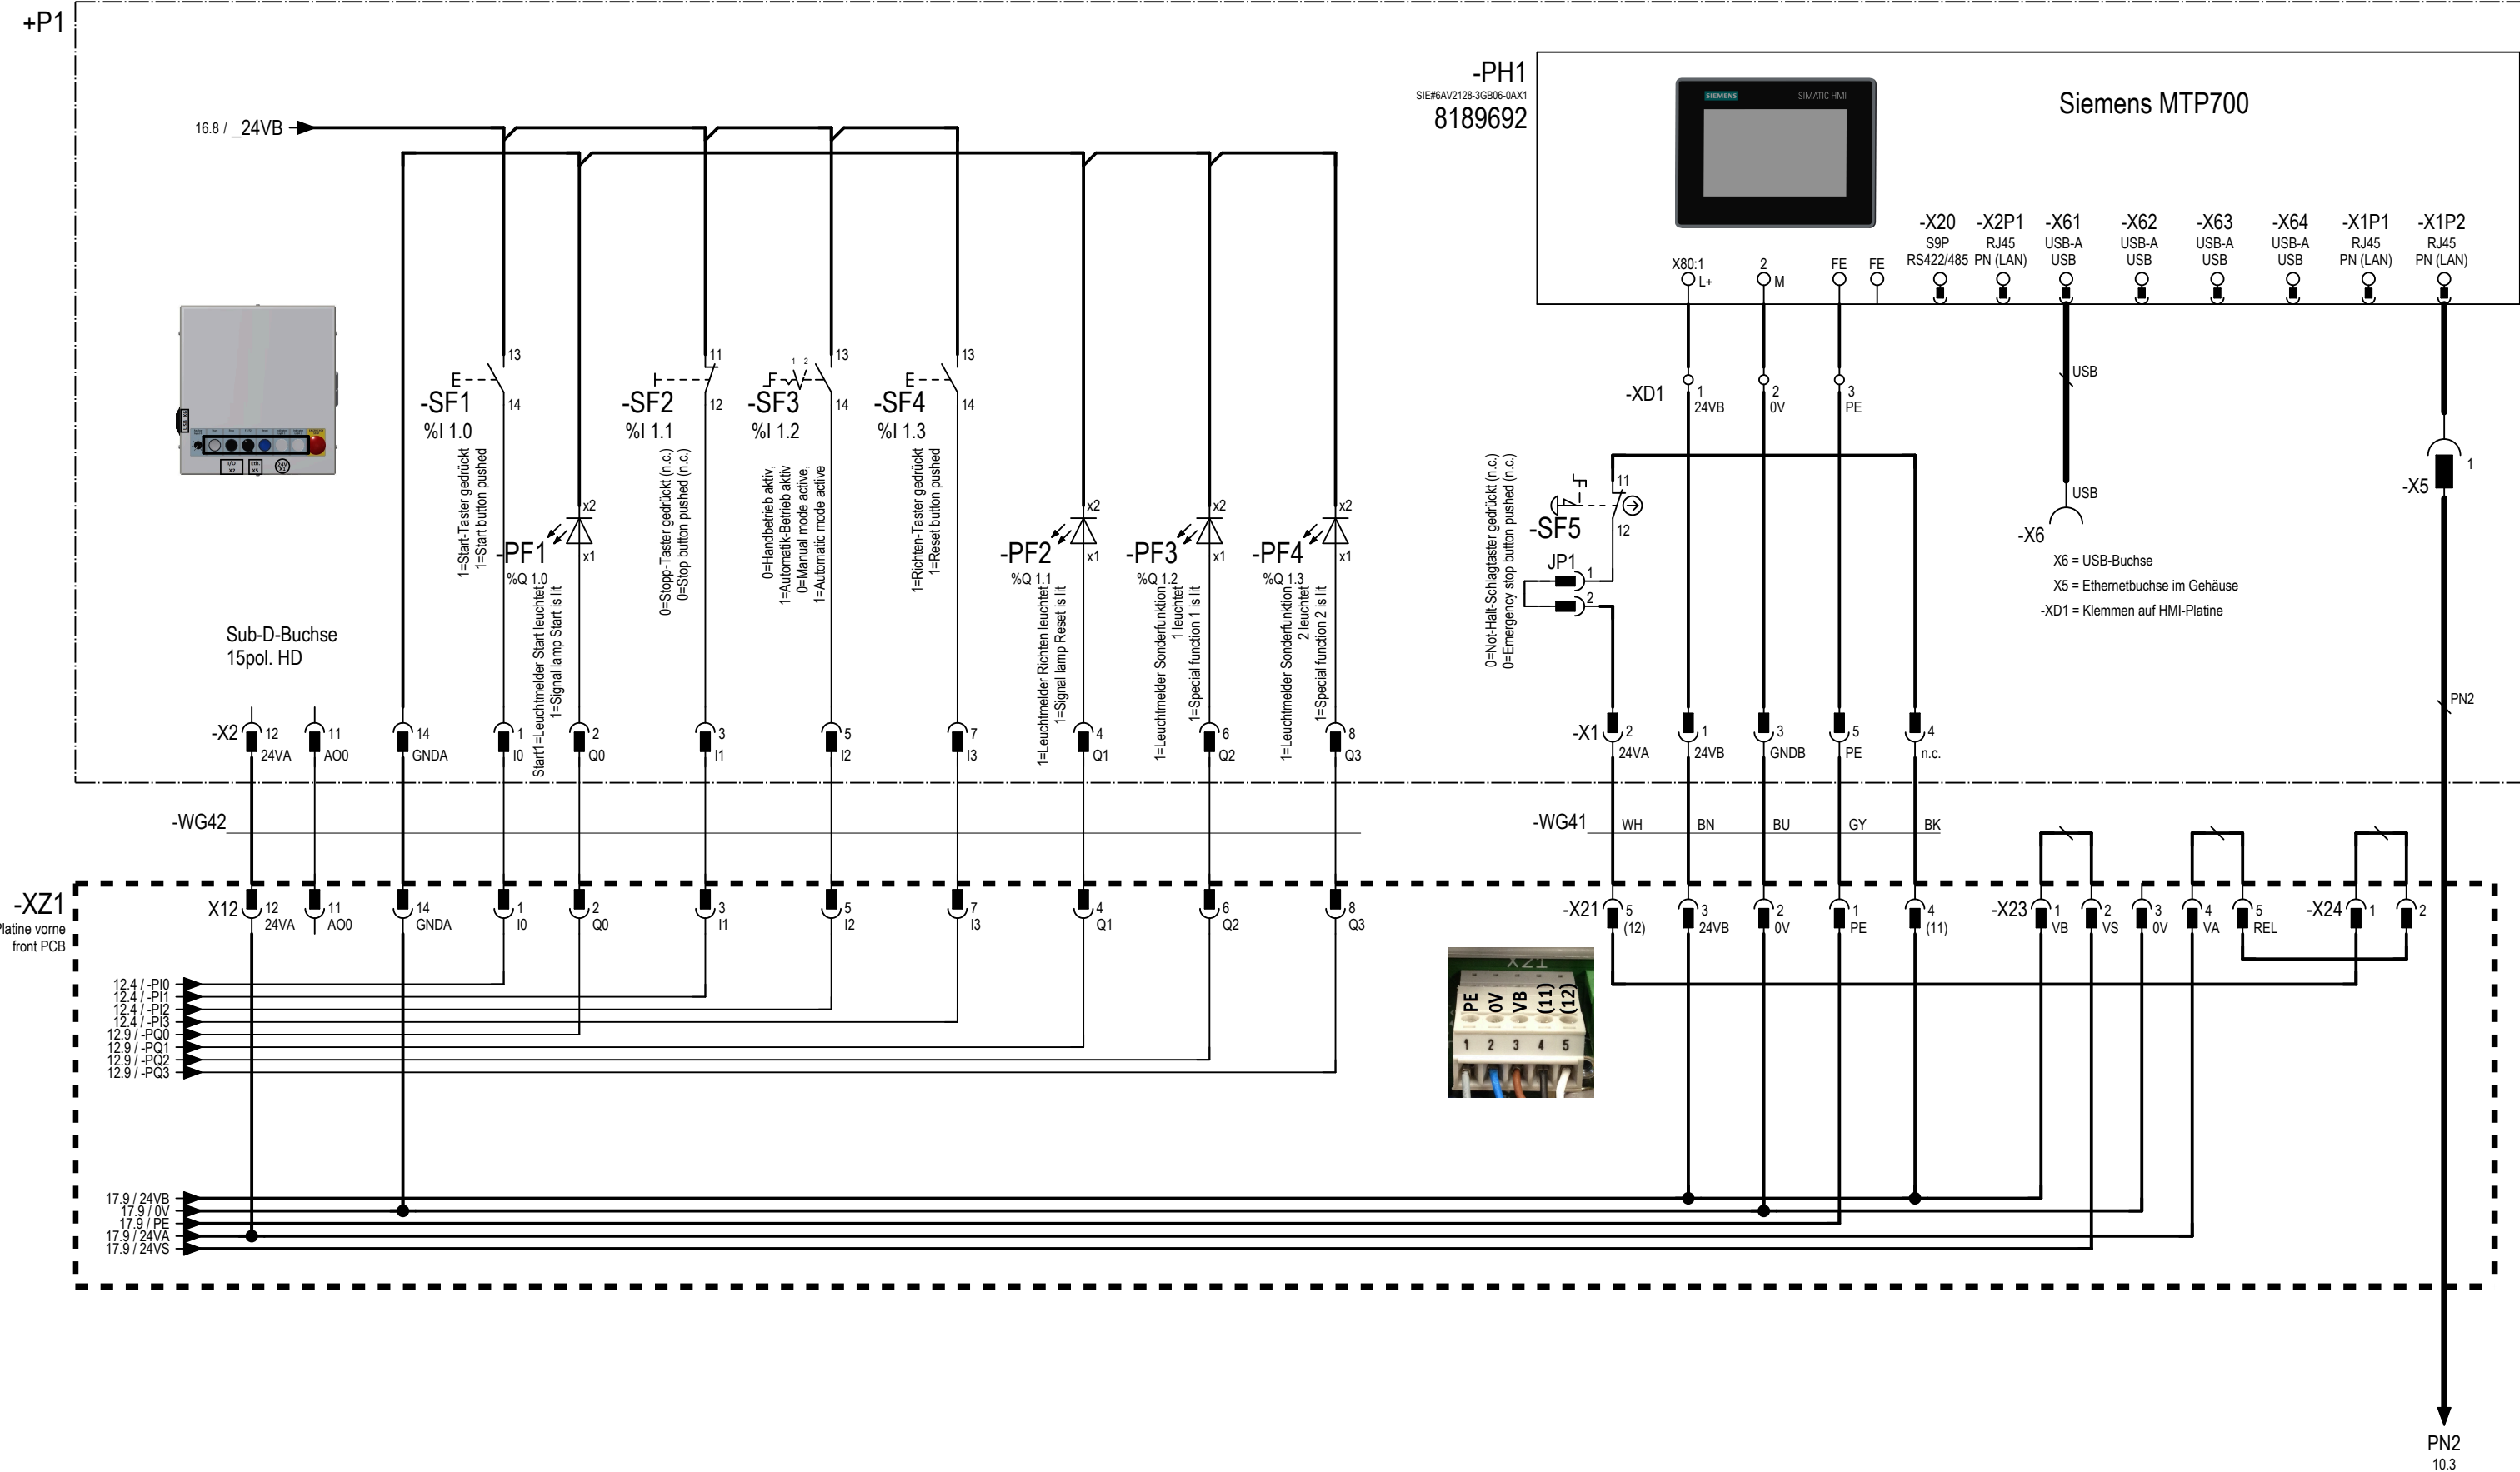 +P1
-PH1
SIE#6AV2128-3GB06-0AX1
8189692
SIEMENS
SIMATIC HMI
Siemens MTP700
16.8 / _24VB
-X20
S9P
RS422/485
-X2P1
RJ45
PN (LAN)
-X61
USB-A
USB
-X62
USB-A
USB
-X63
USB-A
USB
-X64
USB-A
USB
-X1P1
RJ45
PN (LAN)
-X1P2
RJ45
PN (LAN)
X80:1
L+
2
M
FE
FE
13
14
-SF1
%I 1.0
1=Start-Taster gedrückt
1=Start button pushed
11
12
-SF2
%I 1.1
0=Stopp-Taster gedrückt (n.c.)
0=Stop button pushed (n.c.)
1 2
13
14
-SF3
%I 1.2
0=Handbetrieb aktiv,
1=Automatik-Betrieb aktiv
0=Manual mode active,
1=Automatic mode active
13
14
-SF4
%I 1.3
1=Richten-Taster gedrückt
1=Reset button pushed
x2
x1
-PF1
%Q 1.0
Start1=Leuchtmelder Start leuchtet
1=Signal lamp Start is lit
x2
x1
-PF2
%Q 1.1
1=Leuchtmelder Richten leuchtet
1=Signal lamp Reset is lit
x2
x1
-PF3
%Q 1.2
1=Leuchtmelder Sonderfunktion
1 leuchtet
1=Special function 1 is lit
x2
x1
-PF4
%Q 1.3
1=Leuchtmelder Sonderfunktion
2 leuchtet
1=Special function 2 is lit
-XD1
1
24VB
2
0V
3
PE
0=Not-Halt-Schlagtaster gedrückt (n.c.)
0=Emergency stop button pushed (n.c.)
11
12
-SF5
JP1
1
2
USB
USB
-X6
-X5
1
X6 = USB-Buchse
X5 = Ethernetbuchse im Gehäuse
-XD1 = Klemmen auf HMI-Platine
USB X6
I/O
X2
Eth.
X5
24V
X1
Sub-D-Buchse
15pol. HD
-X2
12
24VA
11
AO0
14
GNDA
1
I0
2
Q0
3
I1
5
I2
7
I3
4
Q1
6
Q2
8
Q3
-X1
2
24VA
1
24VB
3
GNDB
5
PE
4
n.c.
PN2
-WG42
-WG41
WH
BN
BU
GY
BK
-XZ1
Platine vorne
front PCB
X12
12
24VA
11
AO0
14
GNDA
1
I0
2
Q0
3
I1
5
I2
7
I3
4
Q1
6
Q2
8
Q3
-X21
5
(12)
3
24VB
2
0V
1
PE
4
(11)
-X23
1
VB
2
VS
3
0V
4
VA
5
REL
-X24
1
2
X21
PE 0V VB (11) (12)
1 2 3 4 5
12.4 / -PI0
12.4 / -PI1
12.4 / -PI2
12.4 / -PI3
12.9 / -PQ0
12.9 / -PQ1
12.9 / -PQ2
12.9 / -PQ3
17.9 / 24VB
17.9 / 0V
17.9 / PE
17.9 / 24VA
17.9 / 24VS
PN2
10.3